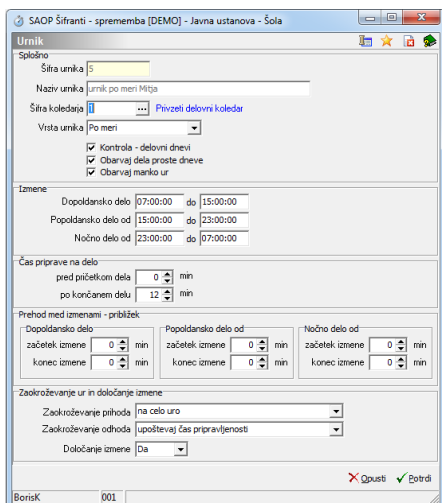 SAOP Šifranti - sprememba [DEMO] - Javna ustanova - Šola
Urnik
Splošno
Šifra urnika 5
Naziv urnika urnik po meri Mitja
Šifra koledarja 1 ... Privzeti delovni koledar
Vrsta urnika Po meri
Kontrola - delovni dnevi
Obarvaj dela proste dneve
Obarvaj manko ur
Izmene
Dopoldansko delo 07:00:00 do 15:00:00
Popoldansko delo od 15:00:00 do 23:00:00
Nočno delo od 23:00:00 do 07:00:00
Čas priprave na delo
pred pričetkom dela 0 min
po končanem delu 12 min
Prehod med izmenami - približek
Dopoldansko delo Popoldansko delo od Nočno delo od
začetek izmene 0 min začetek izmene 0 min začetek izmene 0 min
konec izmene 0 min konec izmene 0 min konec izmene 0 min
Zaokroževanje ur in določanje izmene
Zaokroževanje prihoda na celo uro
Zaokroževanje odhoda upoštevaj čas pripravljenosti
Določanje izmene Da
Opusti Potrdi
BorisK 001